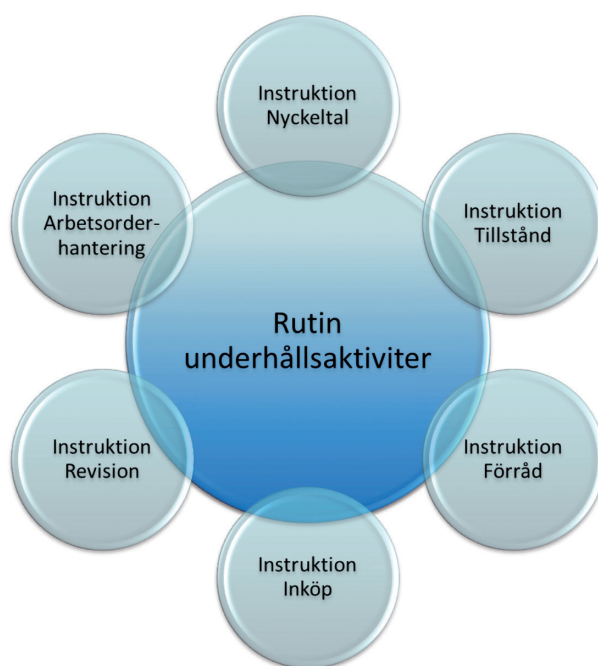 Instruktion
Nyckeltal
Instruktion
Arbetsorder-
hantering
Instruktion
Tillstånd
Rutin
underhållsaktiviter
Instruktion
Revision
Instruktion
Förråd
Instruktion
Inköp